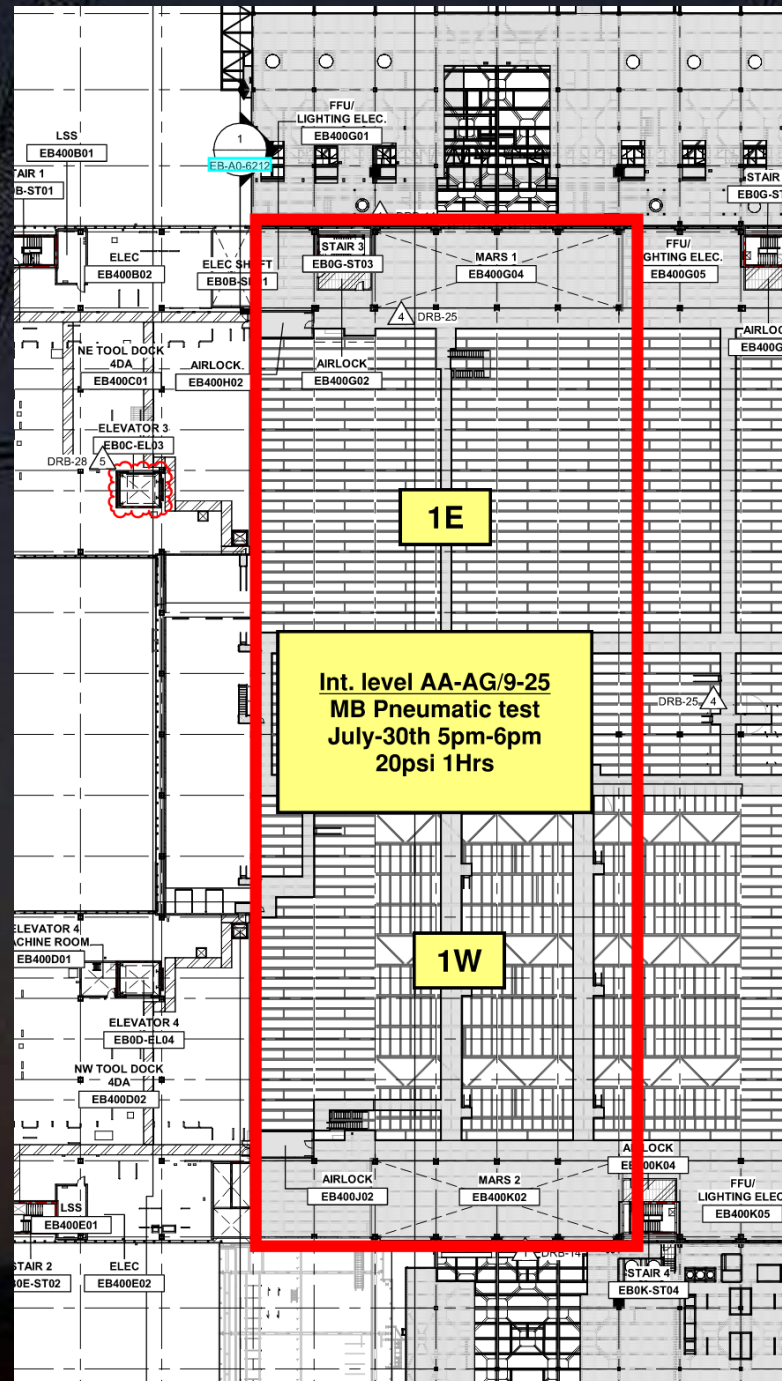 FFU/
LIGHTING ELEC.
EB400G01
1
EB-A0-6212
LSS
EB400B01
TAIR 1
0B-ST01
STAIR
EB0G-ST
ELEC
EB400B02
ELEC SHAFT
STAIR 3
EB0G-ST03
MARS 1
EB400G04
FFU/
GHTING ELEC.
EB400G05
4
DRB-25
NE TOOL DOCK
4DA
EB400C01
AIRLOCK
EB400H02
AIRLOCK
EB400G02
AIRLOC
EB400G
ELEVATOR 3
EB0C-EL03
DRB-28
5
1E
Int. level AA-AG/9-25
MB Pneumatic test
July-30th 5pm-6pm
20psi 1Hrs
DRB-25
4
ELEVATOR 4
ACHINE ROOM
EB400D01
1W
ELEVATOR 4
EB0D-EL04
NW TOOL DOCK
4DA
EB400D02
AIRLOCK
EB400J02
MARS 2
EB400K02
FFU/
LIGHTING ELEC
EB400K05
LSS
EB400E01
STAIR 2
B0E-ST02
ELEC
EB400E02
STAIR 4
EB0K-ST04